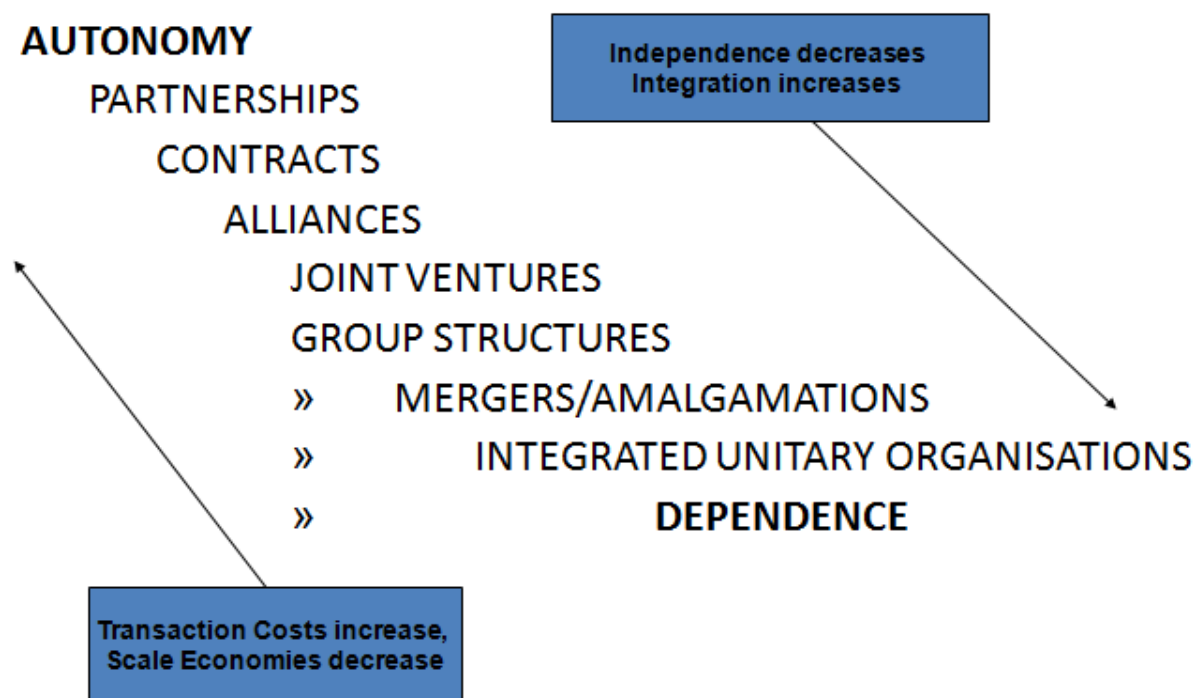 AUTONOMY
Independence decreases
Integration increases
PARTNERSHIPS
CONTRACTS
ALLIANCES
JOINT VENTURES
GROUP STRUCTURES
» MERGERS/AMALGAMATIONS
» INTEGRATED UNITARY ORGANISATIONS
» DEPENDENCE
Transaction Costs increase,
Scale Economies decrease